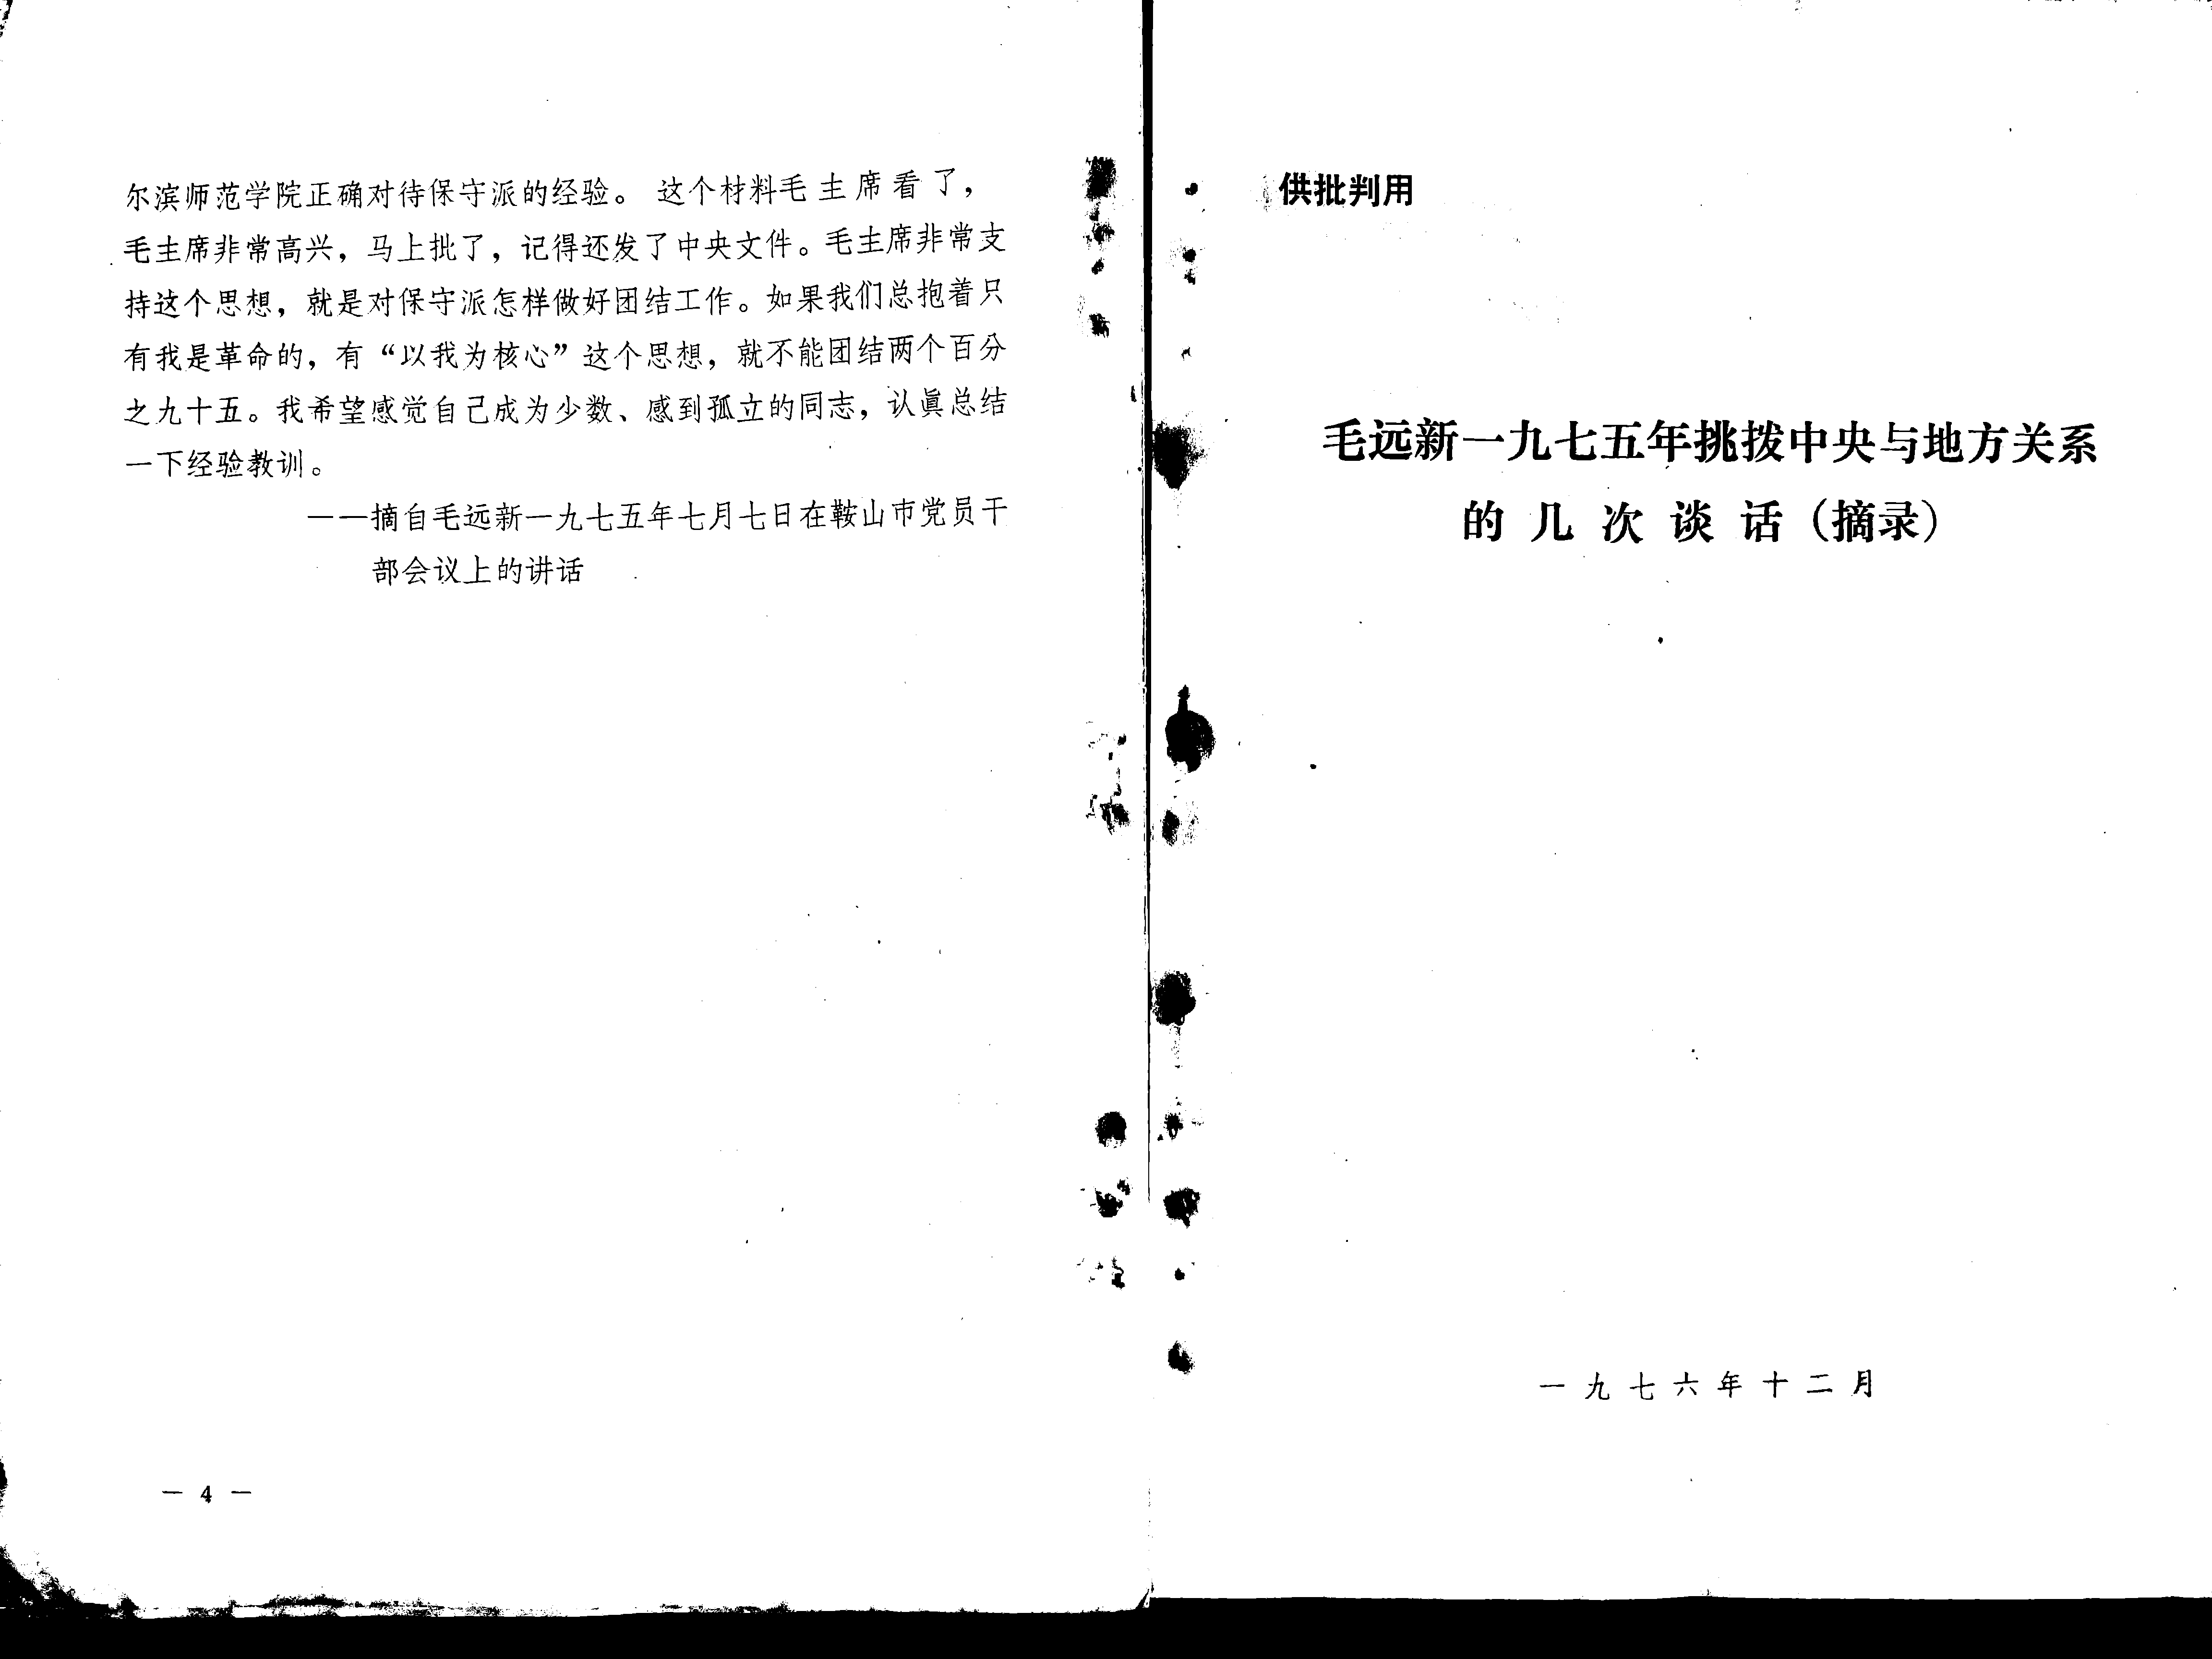 尔滨师范学院正确对待保守派的经验。 这个材料毛 主 席 看 了，
毛主席非常高兴，马上批了，记得还发了中央文件。毛主席非常支
持这个思想，就是对保守派怎样做好团结工作。如果我们总抱着只
有我是革命的，有“以我为核心”这个思想，就不能团结两个百分
之九十五。我希望感觉自己成为少数、感到孤立的同志，认眞总结
一下经验教训。
——摘自毛远新一九七五年七月七日在鞍山市党员干
部会议上的讲话
— 4 —
供批判用
毛远新一九七五年挑拨中央与地方关系
的 几 次 谈 话（摘录）
一 九 七 六 年 十 二 月